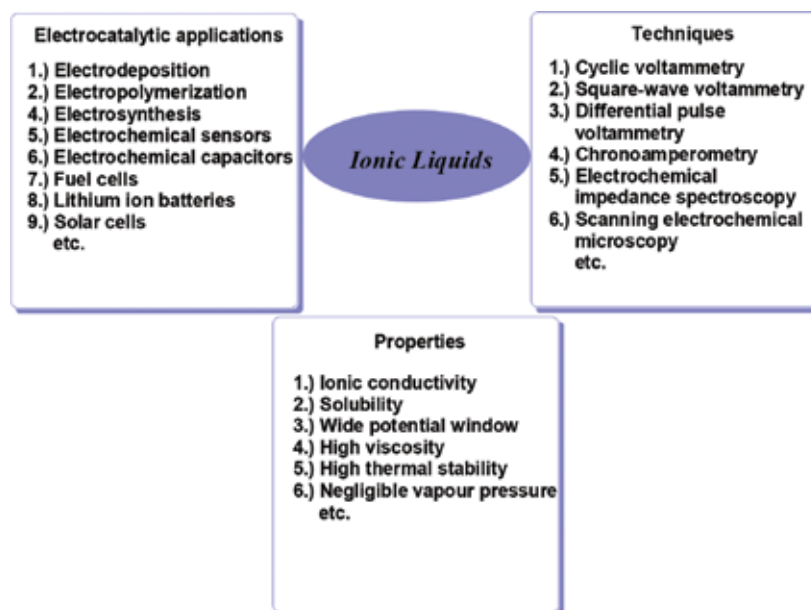 Electrocatalytic applications
1.) Electrodeposition
2.) Electropolymerization
4.) Electrosynthesis
5.) Electrochemical sensors
6.) Electrochemical capacitors
7.) Fuel cells
8.) Lithium ion batteries
9.) Solar cells
etc.
Ionic Liquids
Techniques
1.) Cyclic voltammetry
2.) Square-wave voltammetry
3.) Differential pulse
voltammetry
4.) Chronoamperometry
5.) Electrochemical
impedance spectroscopy
6.) Scanning electrochemical
microscopy
etc.
Properties
1.) Ionic conductivity
2.) Solubility
3.) Wide potential window
4.) High viscosity
5.) High thermal stability
6.) Negligible vapour pressure
etc.